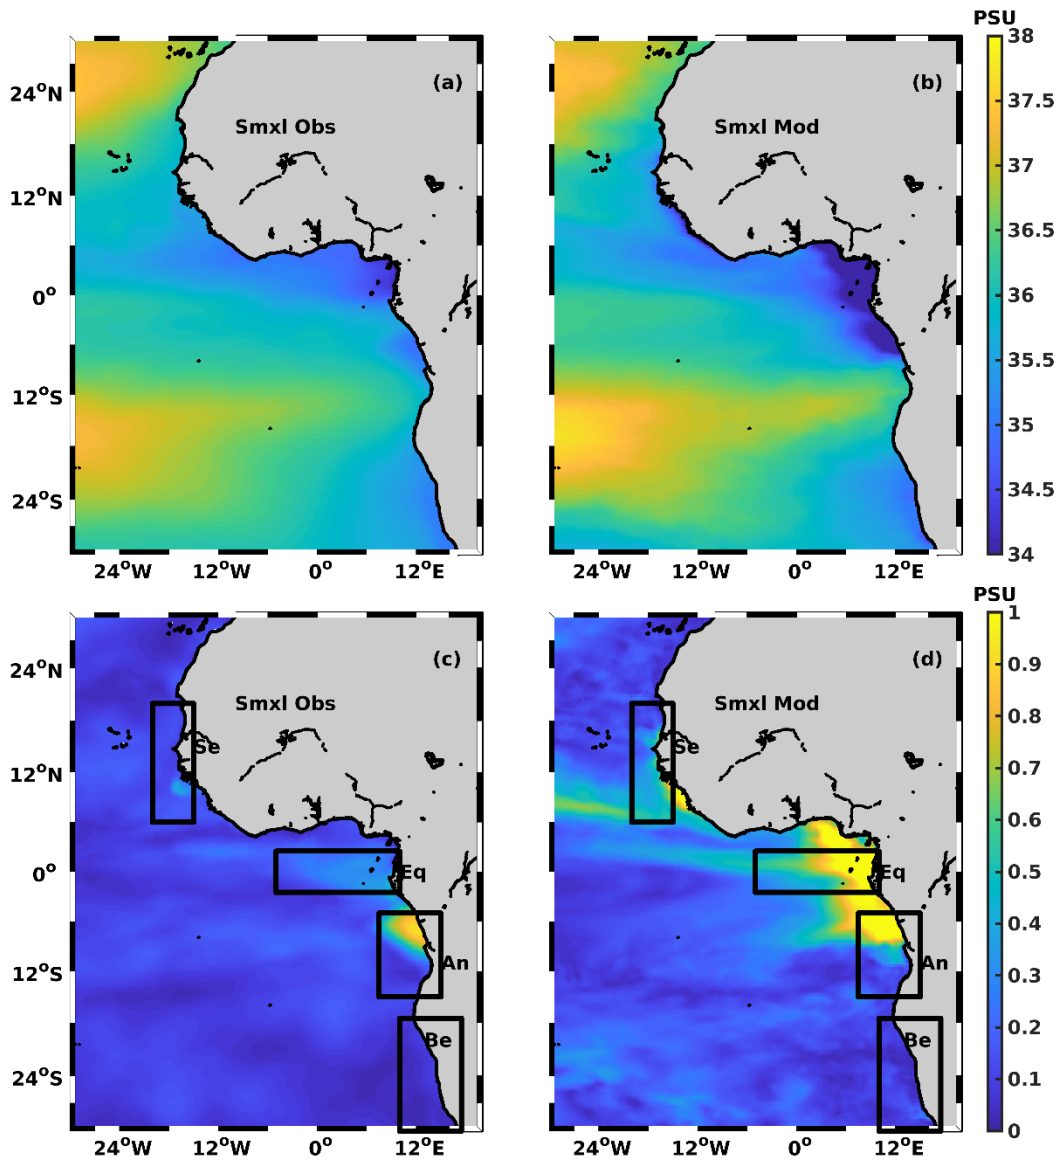 PSU
(a)
(b)
Smxl Obs
Smxl Mod
24°N
12°N
0°
12°S
24°S
38
37.5
37
36.5
36
35.5
35
34.5
34
24°W
12°W
0°
12°E
24°W
12°W
0°
12°E
PSU
(c)
(d)
Smxl Obs
Smxl Mod
Se
Se
Eq
Eq
An
An
Be
Be
24°N
12°N
0°
12°S
24°S
1
0.9
0.8
0.7
0.6
0.5
0.4
0.3
0.2
0.1
0
24°W
12°W
0°
12°E
24°W
12°W
0°
12°E